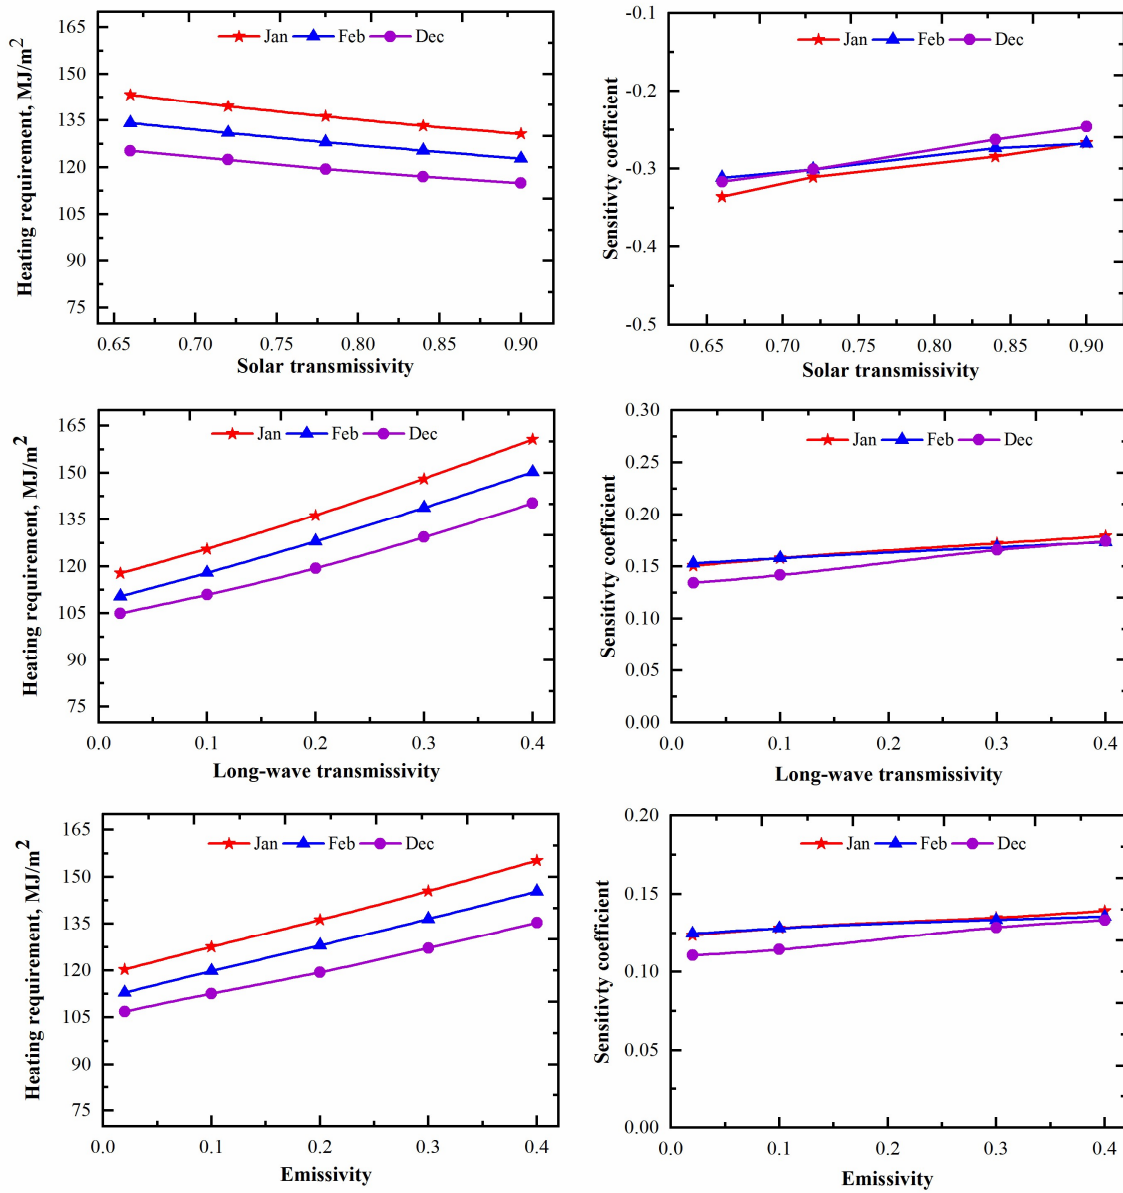 165
150
135
120
105
90
75
Heating requirement, MJ/m²
Jan Feb Dec
0.65 0.70 0.75 0.80 0.85 0.90
Solar transmissivity
-0.1
-0.2
-0.3
-0.4
-0.5
Sensitivty coefficient
Jan Feb Dec
0.65 0.70 0.75 0.80 0.85 0.90
Solar transmissivity
165
150
135
120
105
90
75
Heating requirement, MJ/m²
Jan Feb Dec
0.0 0.1 0.2 0.3 0.4
Long-wave transmissivity
0.30
0.25
0.20
0.15
0.10
0.05
0.00
Sensitivty coefficient
Jan Feb Dec
0.0 0.1 0.2 0.3 0.4
Long-wave transmissivity
165
150
135
120
105
90
75
Heating requirement, MJ/m²
Jan Feb Dec
0.0 0.1 0.2 0.3 0.4
Emissivity
0.20
0.15
0.10
0.05
0.00
Sensitivty coefficient
Jan Feb Dec
0.0 0.1 0.2 0.3 0.4
Emissivity